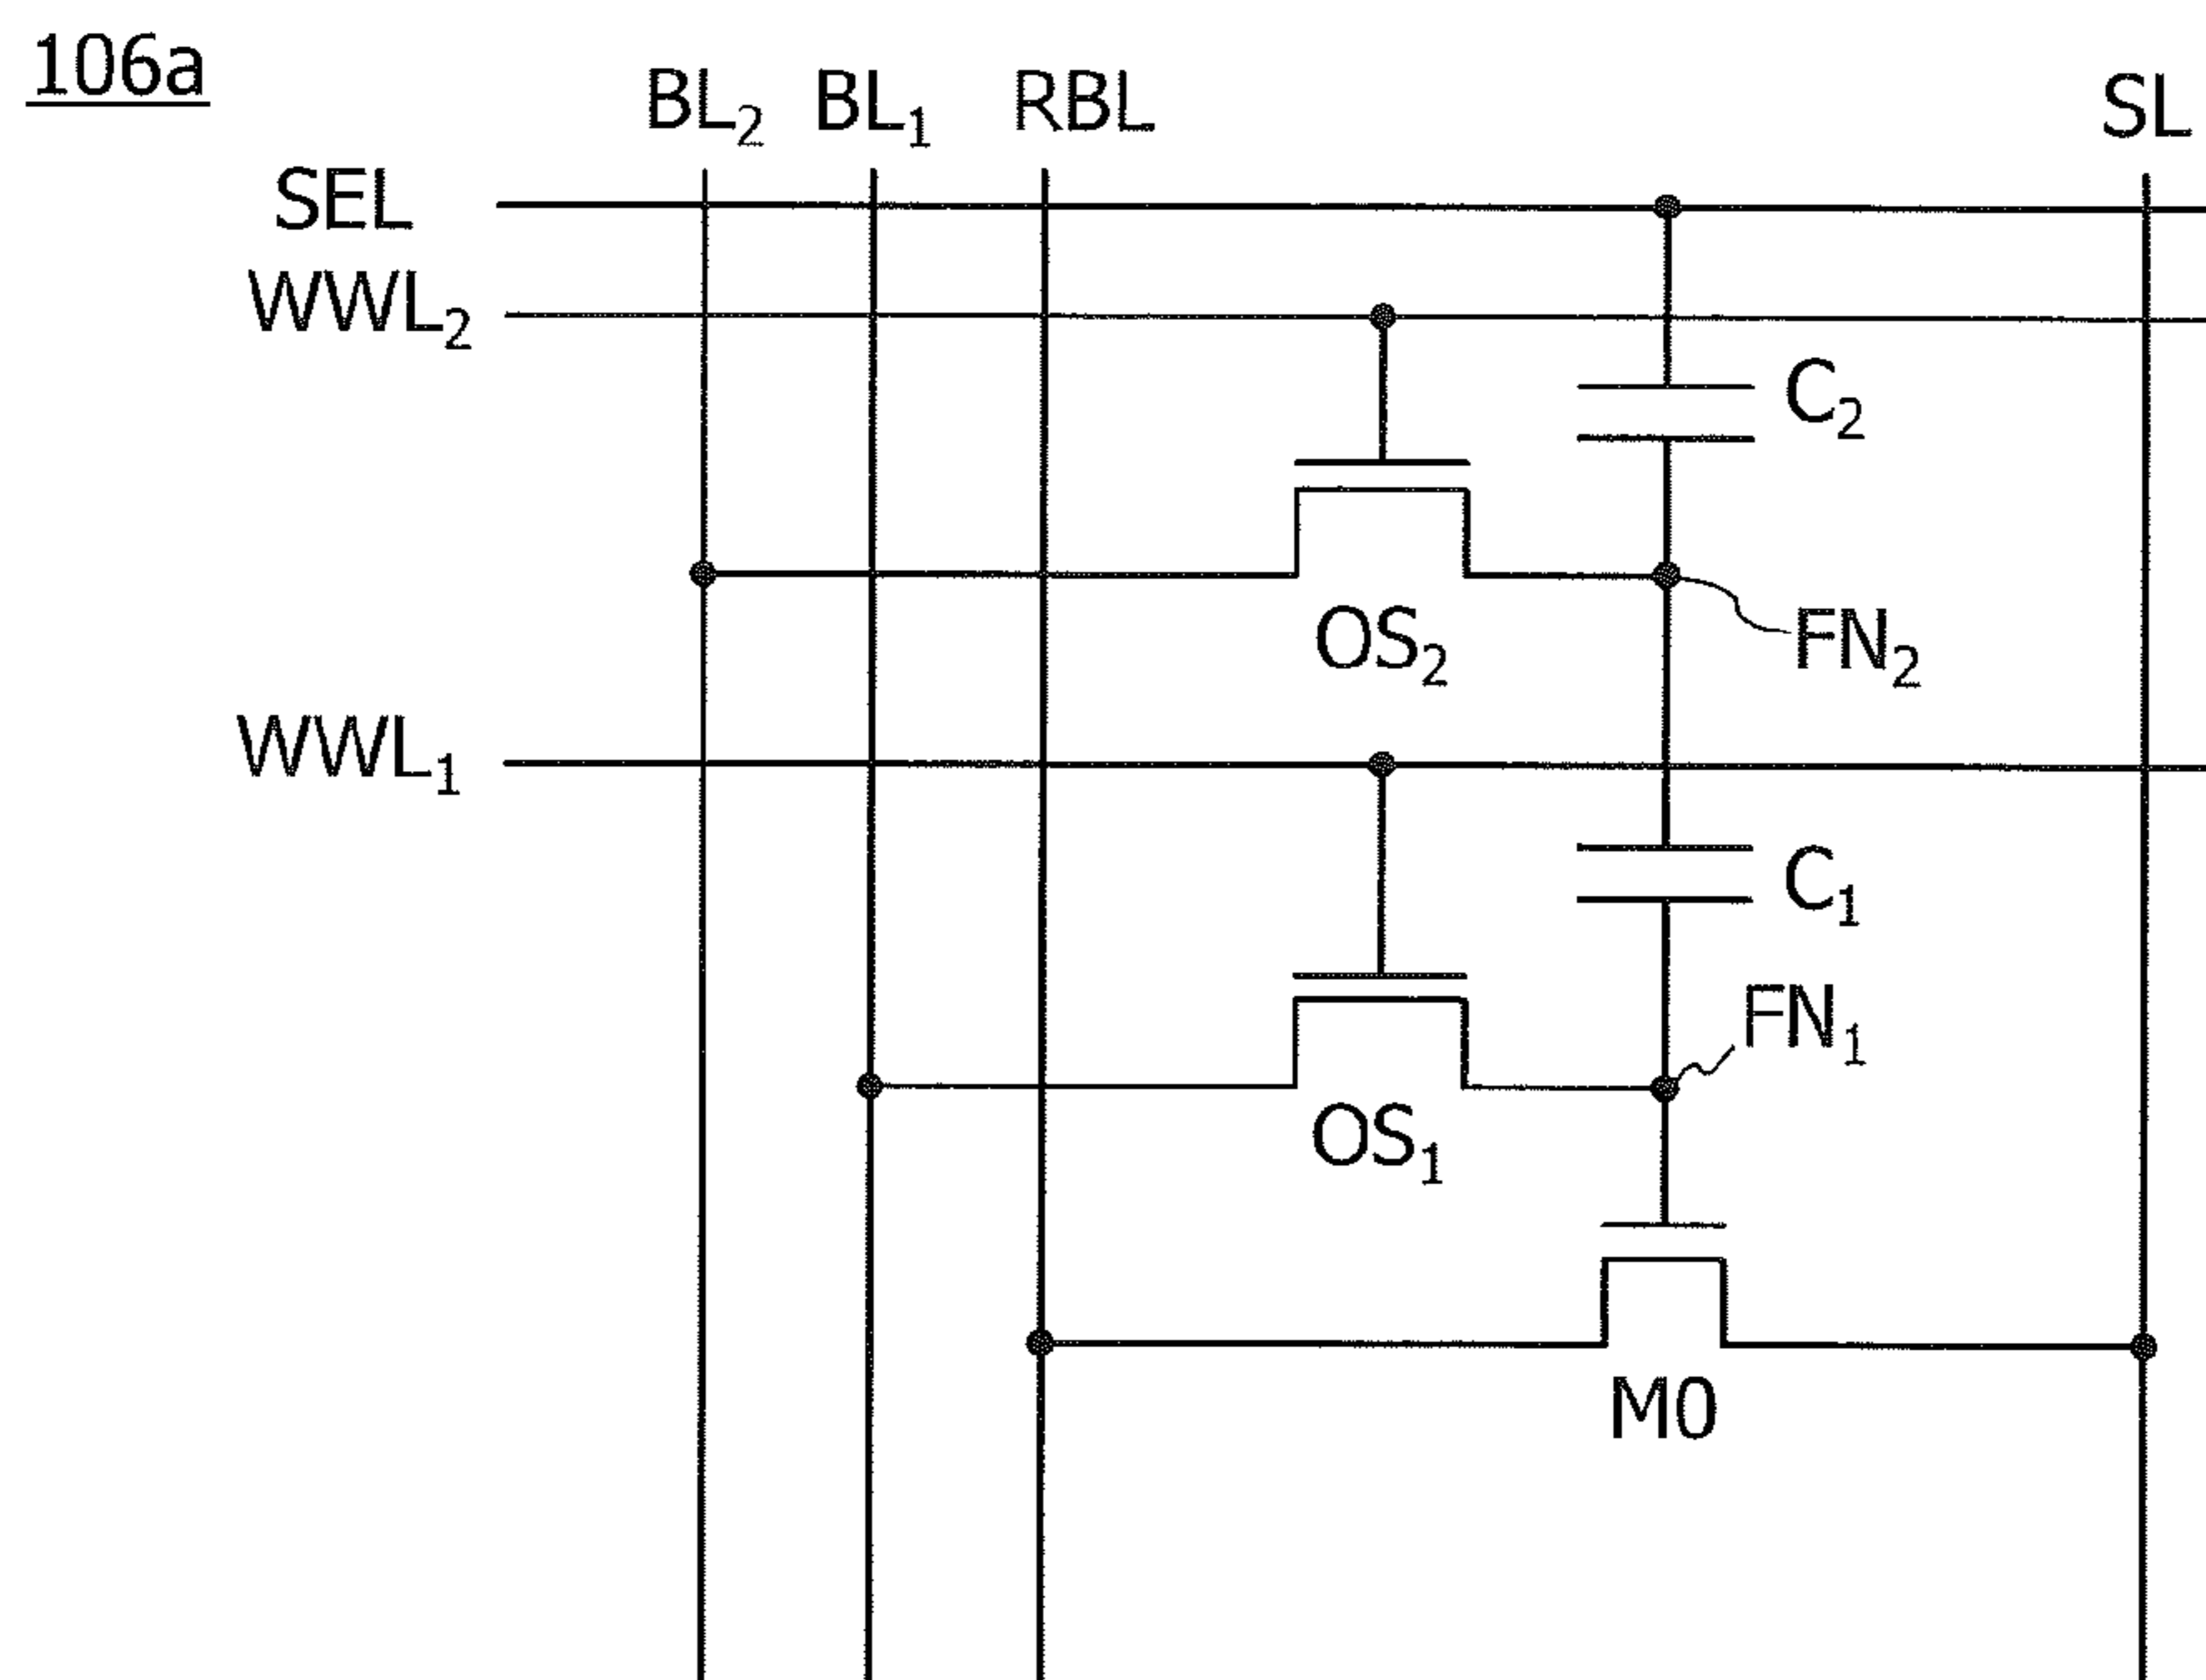 106a
BL₂ BL₁ RBL SL
SEL
WWL₂
C₂
OS₂
FN₂
WWL₁
C₁
FN₁
OS₁
M0